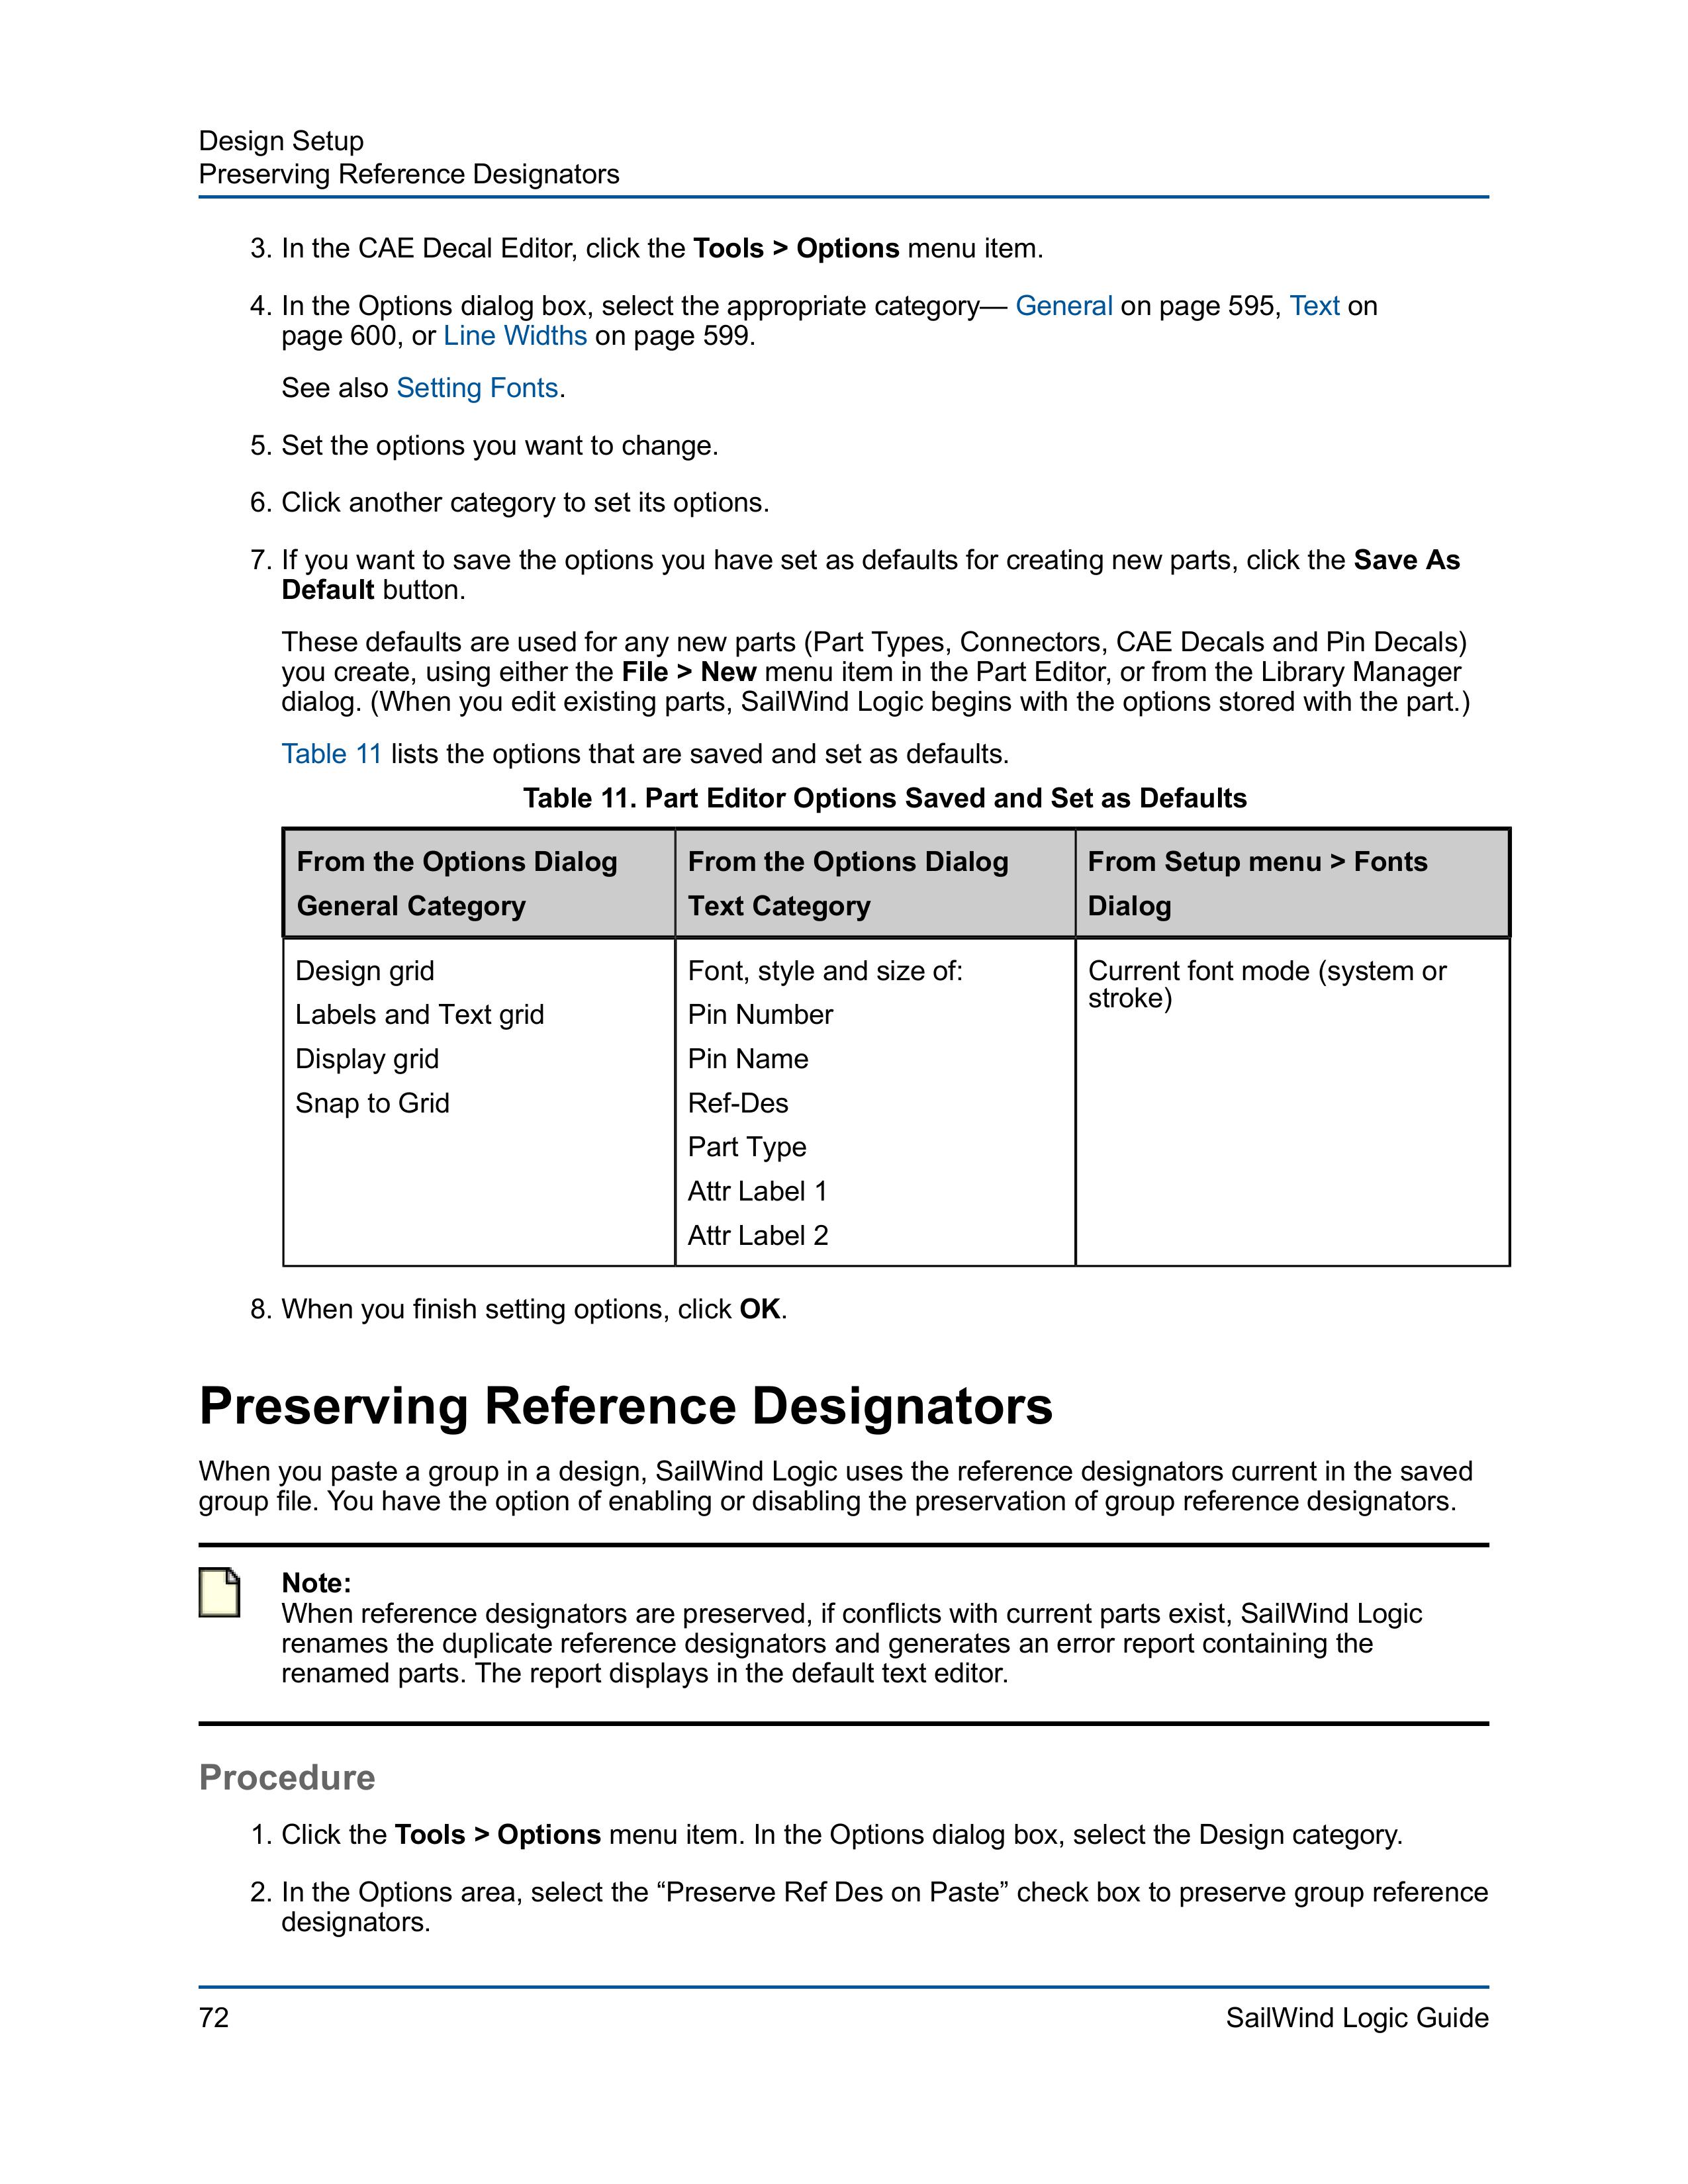 Design Setup
Preserving Reference Designators
3. In the CAE Decal Editor, click the Tools > Options menu item.
4. In the Options dialog box, select the appropriate category— General on page 595, Text on
page 600, or Line Widths on page 599.
See also Setting Fonts.
5. Set the options you want to change.
6. Click another category to set its options.
7. If you want to save the options you have set as defaults for creating new parts, click the Save As
Default button.
These defaults are used for any new parts (Part Types, Connectors, CAE Decals and Pin Decals)
you create, using either the File > New menu item in the Part Editor, or from the Library Manager
dialog. (When you edit existing parts, SailWind Logic begins with the options stored with the part.)
Table 11 lists the options that are saved and set as defaults.
Table 11. Part Editor Options Saved and Set as Defaults
From the Options Dialog
General Category
From the Options Dialog
Text Category
From Setup menu > Fonts
Dialog
Design grid
Labels and Text grid
Display grid
Snap to Grid
Font, style and size of:
Pin Number
Pin Name
Ref-Des
Part Type
Attr Label 1
Attr Label 2
Current font mode (system or
stroke)
8. When you finish setting options, click OK.
Preserving Reference Designators
When you paste a group in a design, SailWind Logic uses the reference designators current in the saved
group file. You have the option of enabling or disabling the preservation of group reference designators.
Note:
When reference designators are preserved, if conflicts with current parts exist, SailWind Logic
renames the duplicate reference designators and generates an error report containing the
renamed parts. The report displays in the default text editor.
Procedure
1. Click the Tools > Options menu item. In the Options dialog box, select the Design category.
2. In the Options area, select the “Preserve Ref Des on Paste” check box to preserve group reference
designators.
72
SailWind Logic Guide